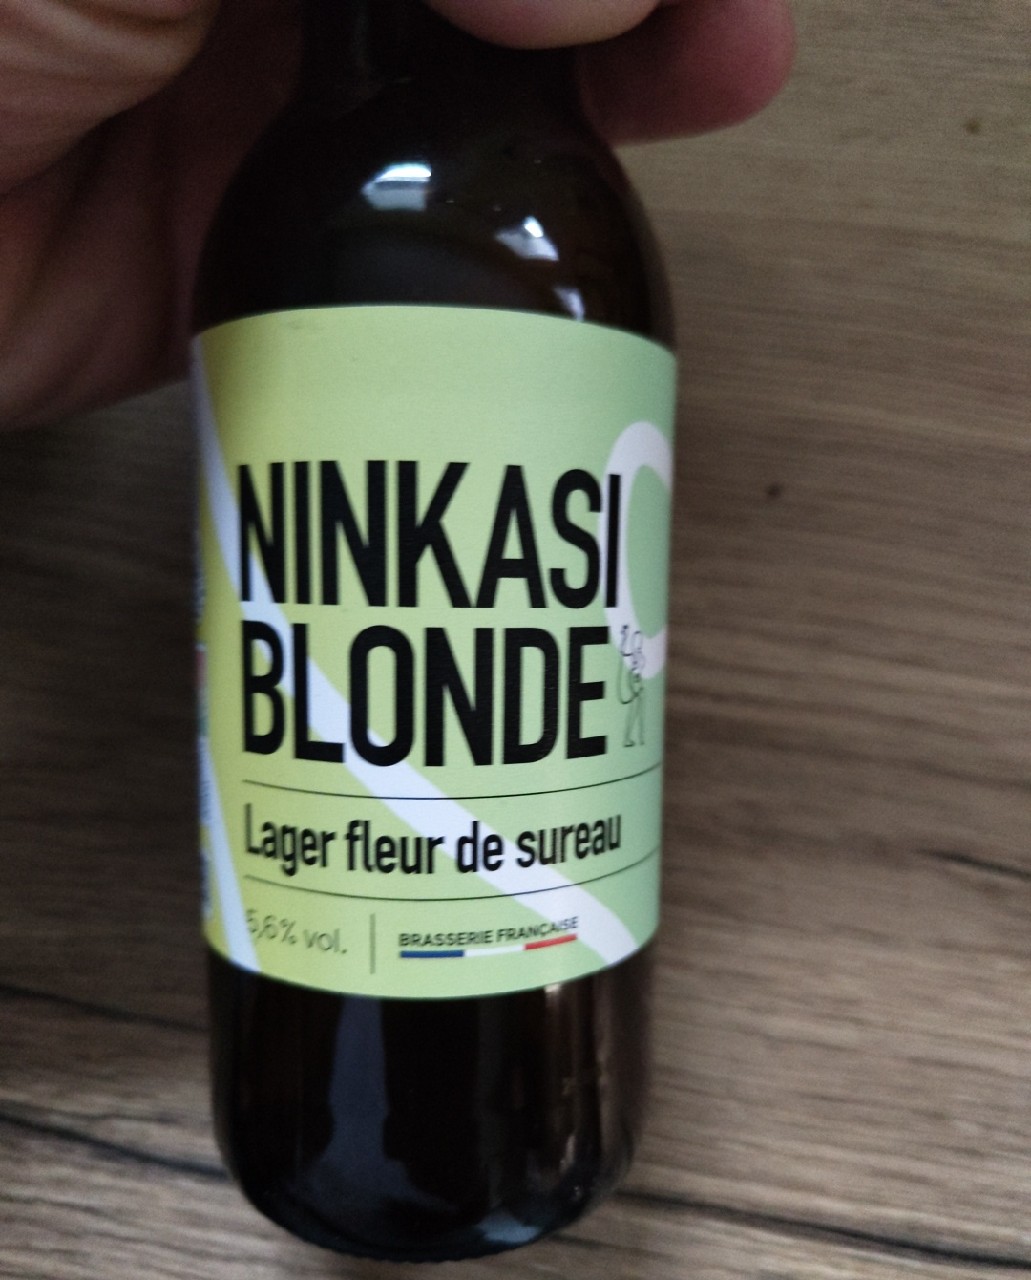 NINKASI
BLONDE
Lager fleur de sureau
5,6% vol.
BRASSERIE FRANÇAISE